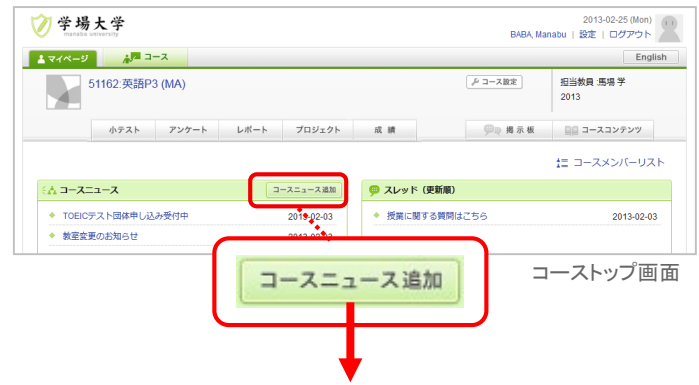 学場大学
manaba university
2013-02-25 (Mon)
BABA, Manabu | 設定 | ログアウト
マイページ
コース
English
51162:英語P3 (MA)
コース設定
担当教員 :馬場 学
2013
小テスト アンケート レポート プロジェクト 成 績 掲 示 板 コースコンテンツ
コースメンバーリスト
コースニュース コースニュース追加 スレッド (更新順)
TOEICテスト団体申し込み受付中 2013-02-03 授業に関する質問はこちら 2013-02-03
教室変更のお知らせ
コースニュース追加
コーストップ画面